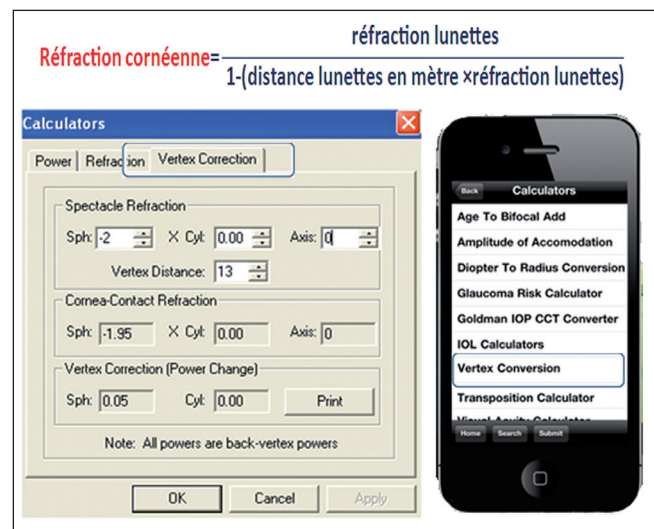 réfraction lunettes
Réfraction cornéenne=
1-(distance lunettes en mètre ×réfraction lunettes)
Calculators
Power Refraction Vertex Correction
Spectacle Refraction
Sph: -2 X Cyl: 0.00 Axis: 0
Vertex Distance: 13
Cornea-Contact Refraction
Sph: -1.95 X Cyl: 0.00 Axis: 0
Vertex Correction (Power Change)
Sph: 0.05 Cyl: 0.00 Print
Note: All powers are back-vertex powers
OK Cancel Apply
Back Calculators
Age To Bifocal Add
Amplitude of Accomodation
Diopter To Radius Conversion
Glaucoma Risk Calculator
Goldman IOP CCT Converter
IOL Calculators
Vertex Conversion
Transposition Calculator
Visual Acuity Calculator
Home Search Submit